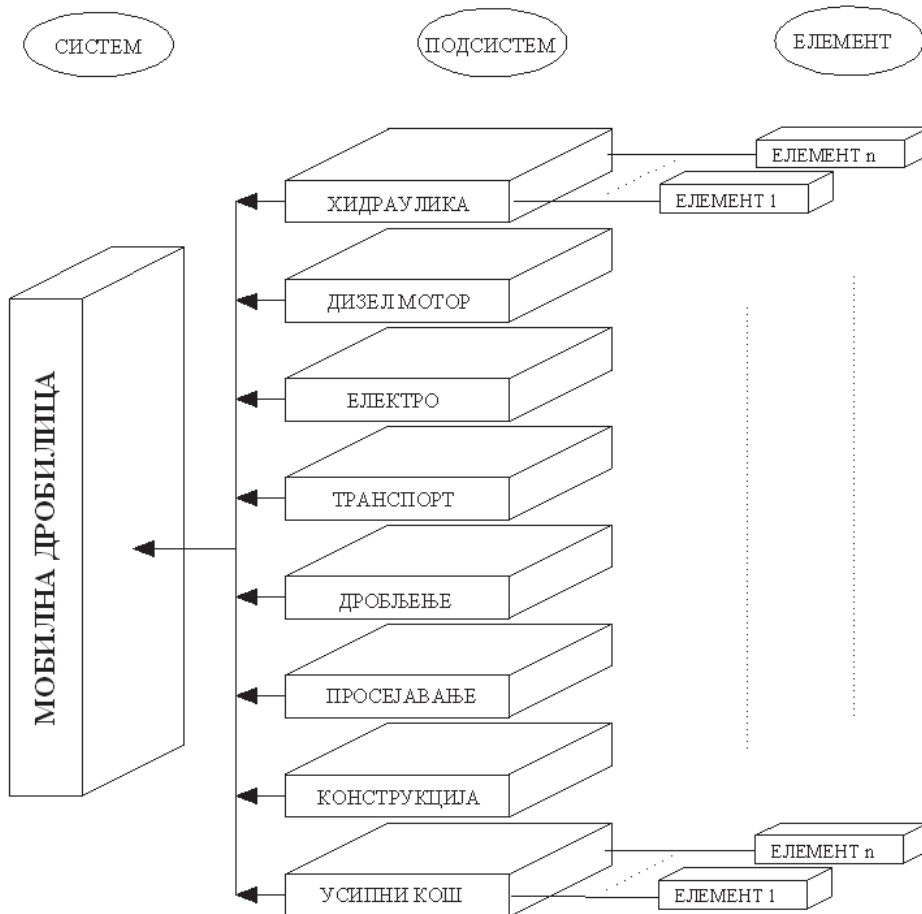 СИСТЕМ
ПОДСИСТЕМ
ЕЛЕМЕНТ
ЕЛЕМЕНТ n
ХИДРАУЛИКА
ЕЛЕМЕНТ 1
ДИЗЕЛ МОТОР
ЕЛЕКТРО
ТРАНСПОРТ
МОБИЛНА ДРОБИЛИЦА
ДРОБЉЕЊЕ
ПРОСЕЈАВАЊЕ
КОНСТРУКЦИЈА
ЕЛЕМЕНТ n
УСИПНИ КОШ
ЕЛЕМЕНТ 1